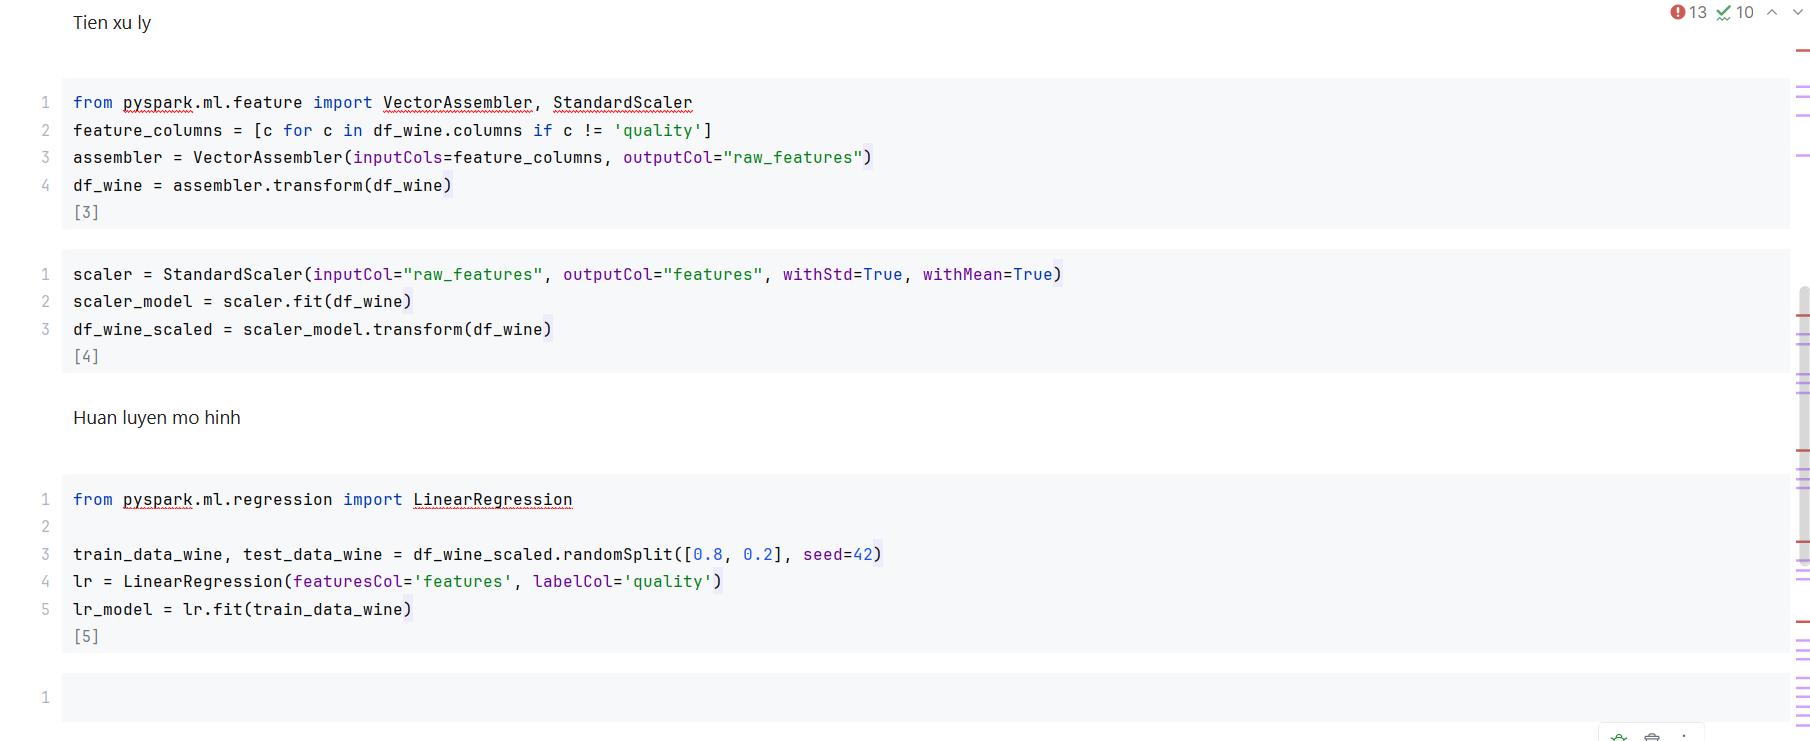 Tien xu ly
13 10
1 from pyspark.ml.feature import VectorAssembler, StandardScaler
2 feature_columns = [c for c in df_wine.columns if c != 'quality']
3 assembler = VectorAssembler(inputCols=feature_columns, outputCol="raw_features")
4 df_wine = assembler.transform(df_wine)
[3]
1 scaler = StandardScaler(inputCol="raw_features", outputCol="features", withStd=True, withMean=True)
2 scaler_model = scaler.fit(df_wine)
3 df_wine_scaled = scaler_model.transform(df_wine)
[4]
Huan luyen mo hinh
1 from pyspark.ml.regression import LinearRegression
2
3 train_data_wine, test_data_wine = df_wine_scaled.randomSplit([0.8, 0.2], seed=42)
4 lr = LinearRegression(featuresCol='features', labelCol='quality')
5 lr_model = lr.fit(train_data_wine)
[5]
1